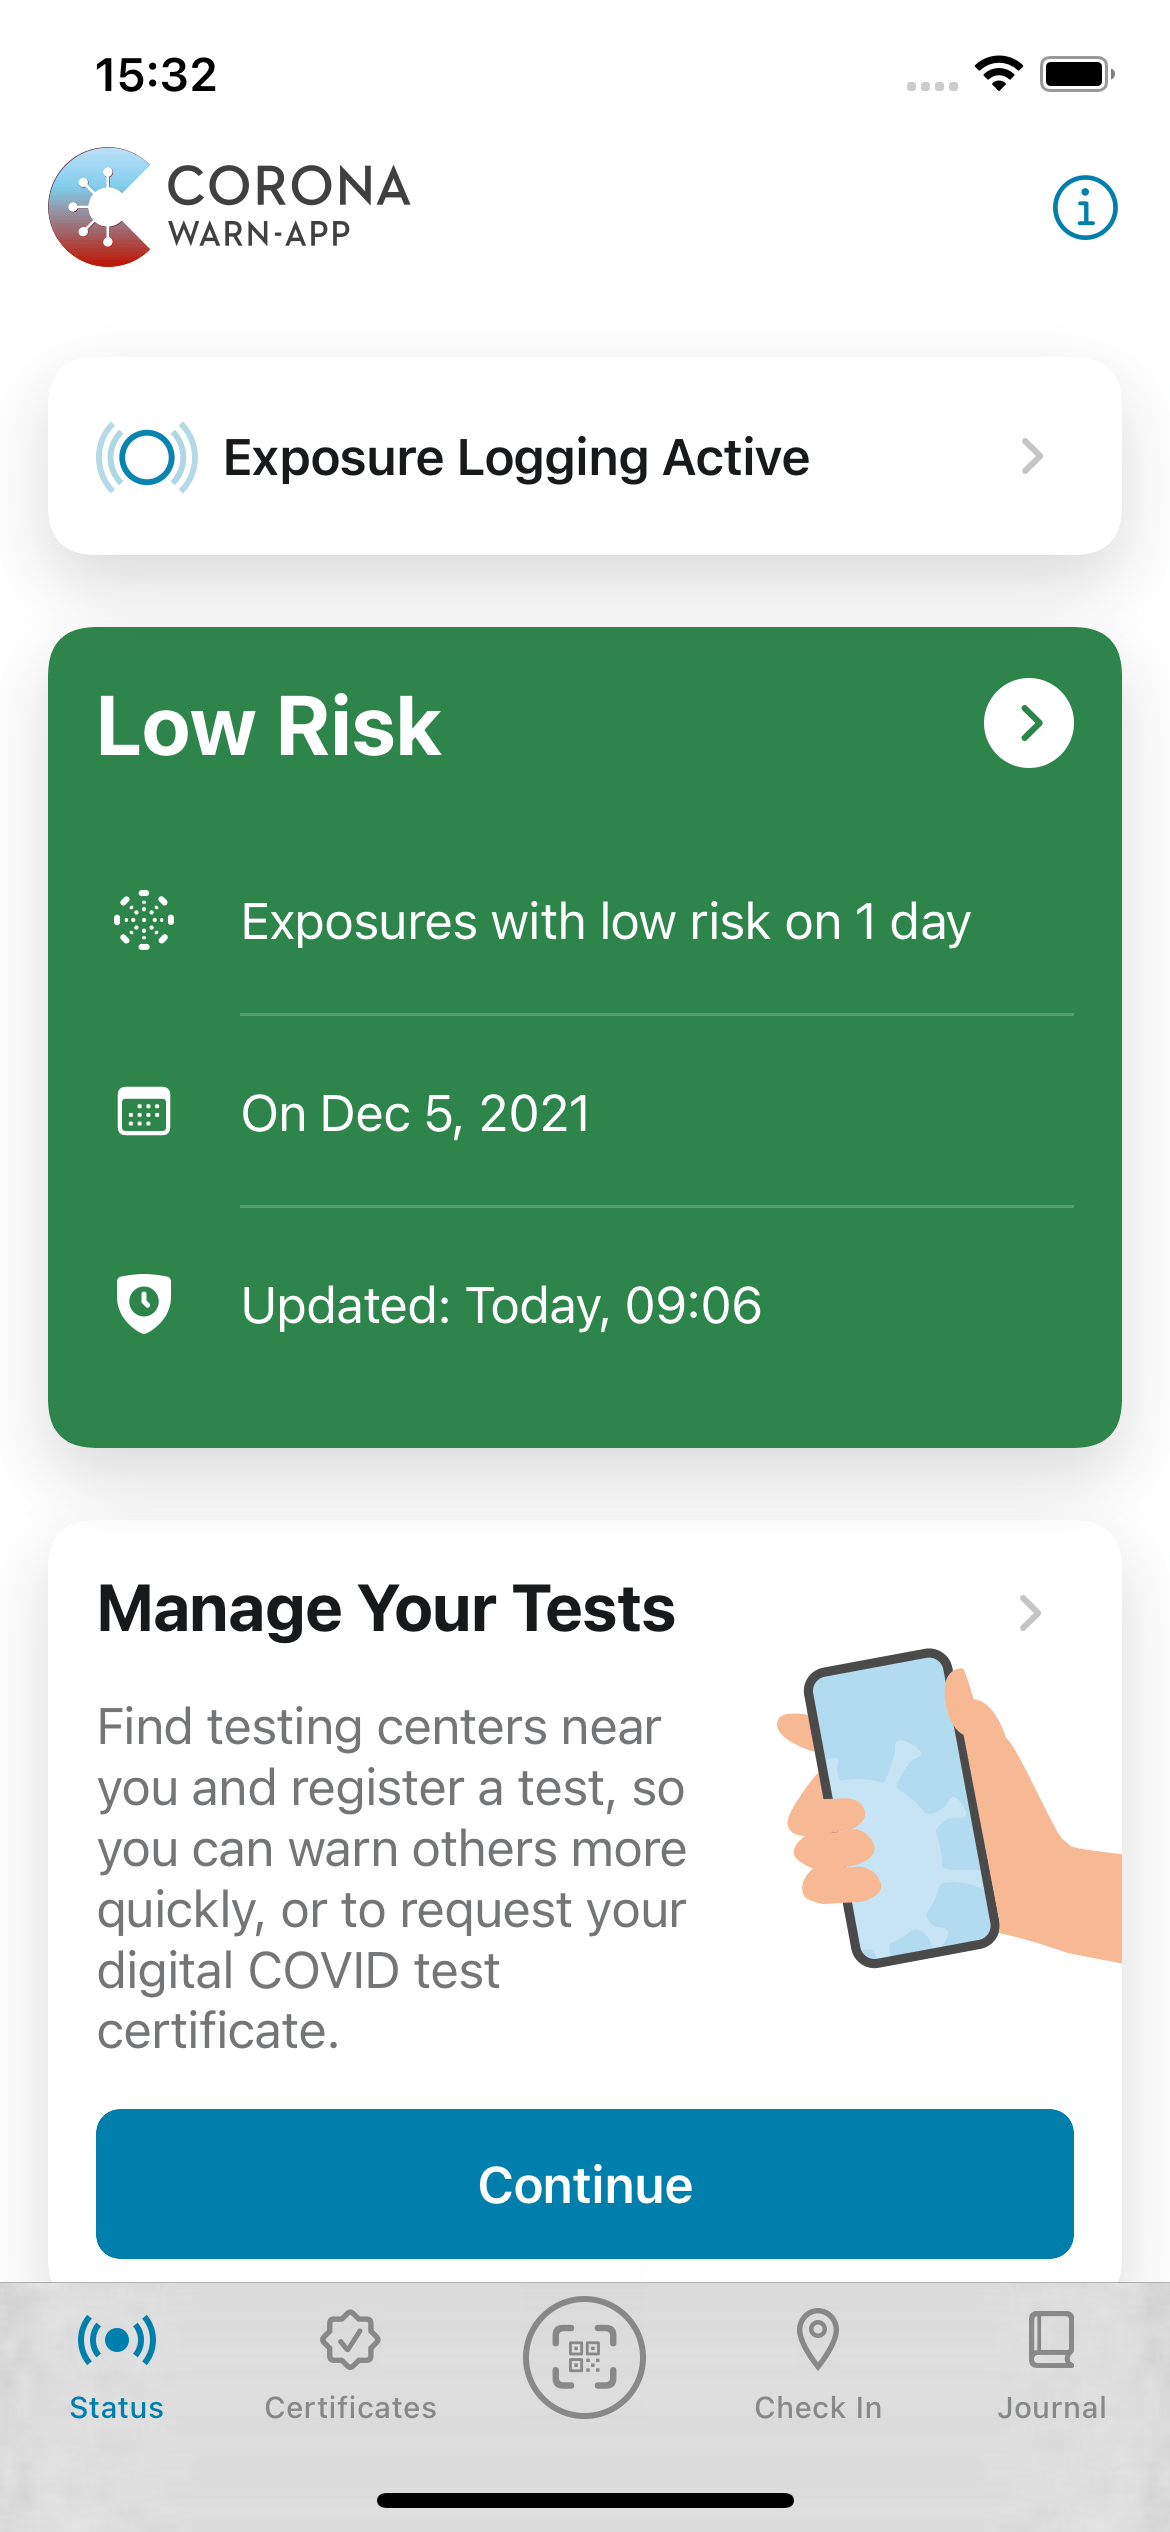 15:32
CORONA
WARN-APP
Exposure Logging Active
Low Risk
Exposures with low risk on 1 day
On Dec 5, 2021
Updated: Today, 09:06
Manage Your Tests
Find testing centers near
you and register a test, so
you can warn others more
quickly, or to request your
digital COVID test
certificate.
Continue
Status
Certificates
Check In
Journal